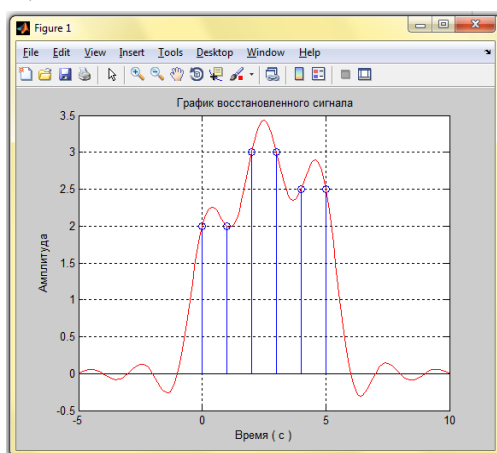 Figure 1
File Edit View Insert Tools Desktop Window Help
График восстановленного сигнала
3.5
3
2.5
2
1.5
1
0.5
0
-0.5
-5 0 5 10
Амплитуда
Время ( с )